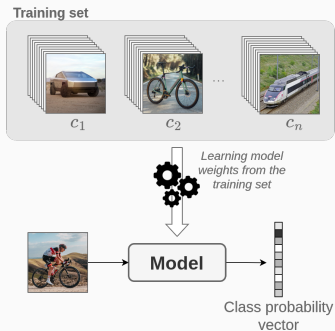 Training set
c1 c2 ... cn
Learning model
weights from the
training set
Model
Class probability
vector